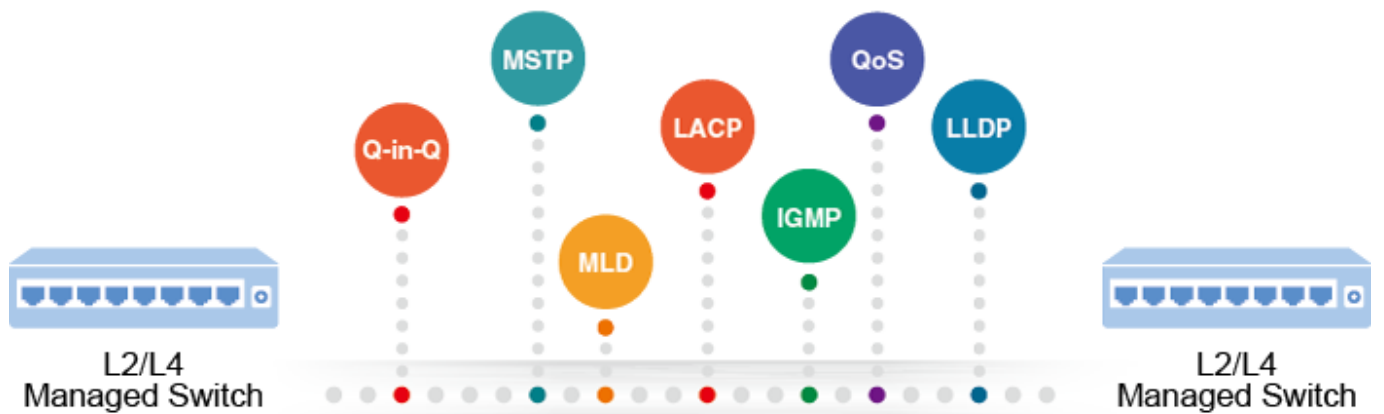 MSTP
QoS
LACP
LLDP
Q-in-Q
IGMP
MLD
L2/L4
Managed Switch
L2/L4
Managed Switch